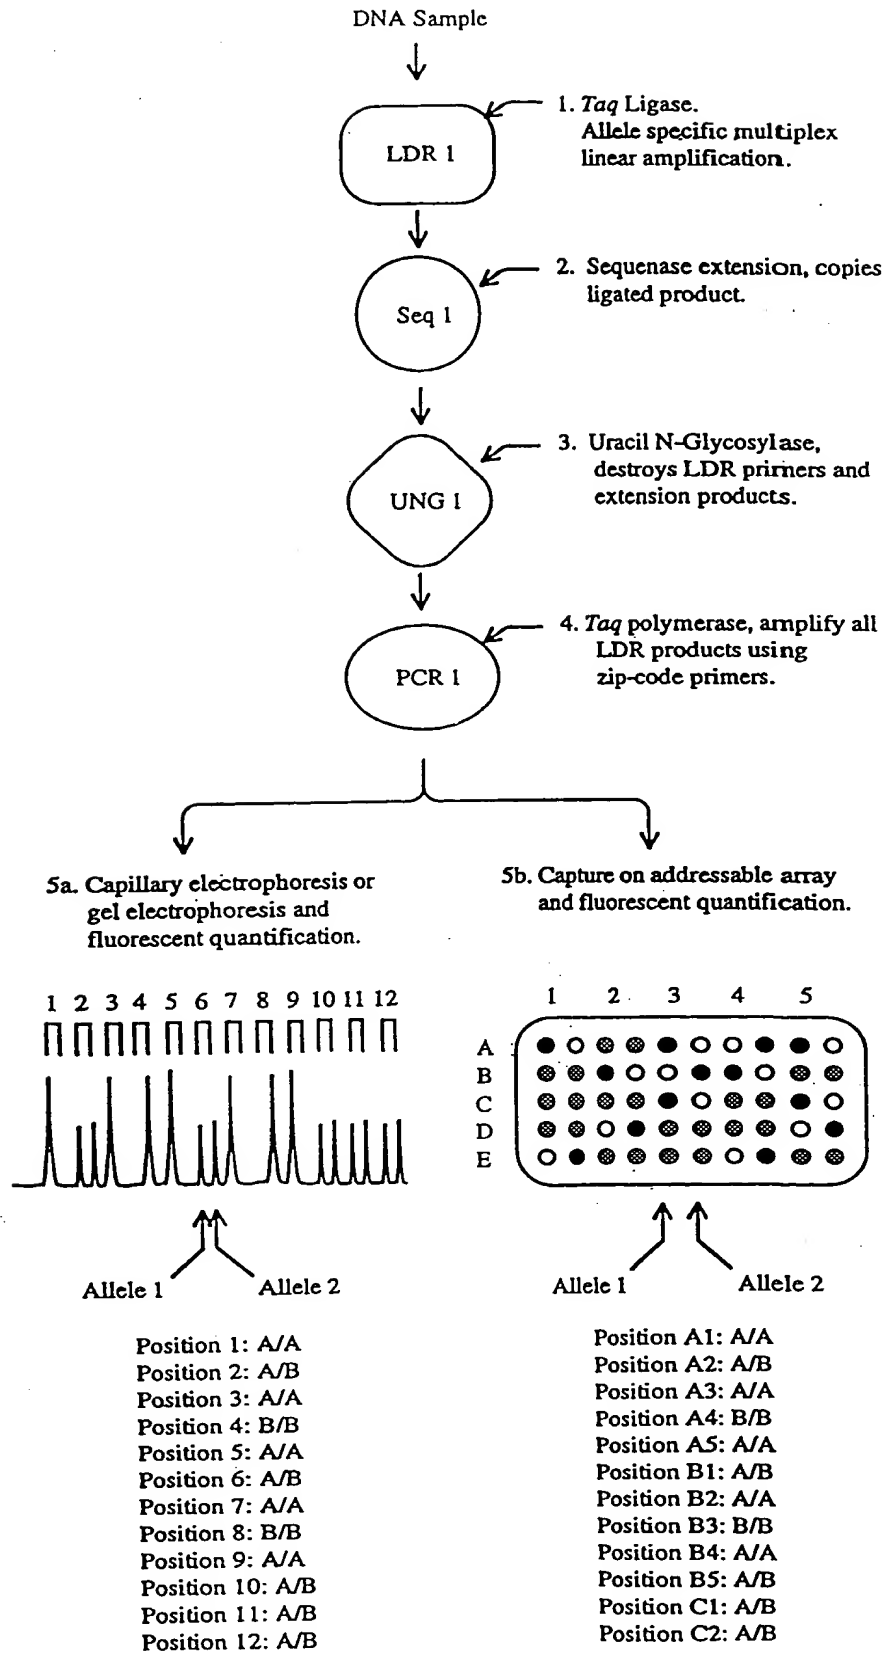 DNA Sample
LDR 1
1. Taq Ligase.
Allele specific multiplex
linear amplification.
Seq 1
2. Sequenase extension, copies
ligated product.
UNG 1
3. Uracil N-Glycosylase,
destroys LDR primers and
extension products.
PCR 1
4. Taq polymerase, amplify all
LDR products using
zip-code primers.
5a. Capillary electrophoresis or
gel electrophoresis and
fluorescent quantification.
1 2 3 4 5 6 7 8 9 10 11 12
Allele 1
Allele 2
Position 1: A/A
Position 2: A/B
Position 3: A/A
Position 4: B/B
Position 5: A/A
Position 6: A/B
Position 7: A/A
Position 8: B/B
Position 9: A/A
Position 10: A/B
Position 11: A/B
Position 12: A/B
5b. Capture on addressable array
and fluorescent quantification.
1 2 3 4 5
A
B
C
D
E
Allele 1
Allele 2
Position A1: A/A
Position A2: A/B
Position A3: A/A
Position A4: B/B
Position A5: A/A
Position B1: A/B
Position B2: A/A
Position B3: B/B
Position B4: A/A
Position B5: A/B
Position C1: A/B
Position C2: A/B